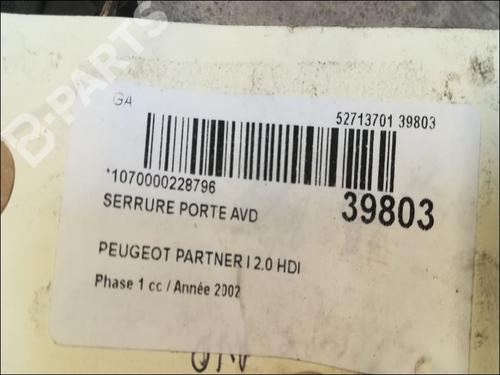 B-PARTS
GA
52713701 39803
*1070000228796
39803
SERRURE PORTE AVD
PEUGEOT PARTNER I 2.0 HDI
Phase 1 cc / Année 2002